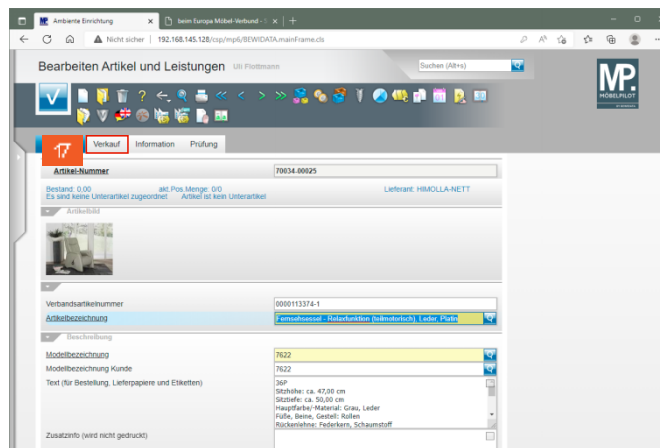 Ambiente Einrichtung
beim Europa Möbel-Verbund - S
Nicht sicher | 192.168.145.128/csp/mp6/BEWIDATA.mainFrame.cls
Bearbeiten Artikel und Leistungen Uli Flottmann
Suchen (Alt+s)
MP.
MÖBELPILOT
17
Verkauf
Information
Prüfung
Artikel-Nummer
70034-00025
Bestand: 0,00 akt.Pos.Menge: 0/0 Lieferant: HIMOLLA-NETT
Es sind keine Unterartikel zugeordnet Artikel ist kein Unterartikel
Artikelbild
Verbandsartikelnummer
0000113374-1
Artikelbezeichnung
Fernsehsessel - Relaxfunktion (teilmotorisch), Leder, Platin
Beschreibung
Modellbezeichnung
7622
Modellbezeichnung Kunde
7622
Text (für Bestellung, Lieferpapiere und Etiketten)
36P
Sitzhöhe: ca. 47,00 cm
Sitztiefe: ca. 50,00 cm
Hauptfarbe/-Material: Grau, Leder
Füße, Beine, Gestell: Rollen
Rückenlehne: Federkern, Schaumstoff
Zusatzinfo (wird nicht gedruckt)